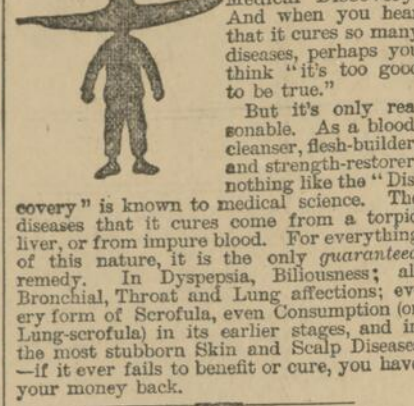 Medical Discovery.
And when you hear
that it cures so many
diseases, perhaps you
think "it's too good
to be true."
But it's only rea
sonable. As a blood
cleanser, flesh-builder
and strength-restorer
nothing like the "Dis
covery" is known to medical science. The
diseases that it cures come from a torpid
liver, or from impure blood. For everything
of this nature, it is the only guaranteed
remedy. In Dyspepsia, Biliousness; al
Bronchial, Throat and Lung affections; ev
ery form of Scrofula, even Consumption (or
Lung-scrofula) in its earlier stages, and in
the most stubborn Skin and Scalp Disease
—if it ever fails to benefit or cure, you have
your money back.